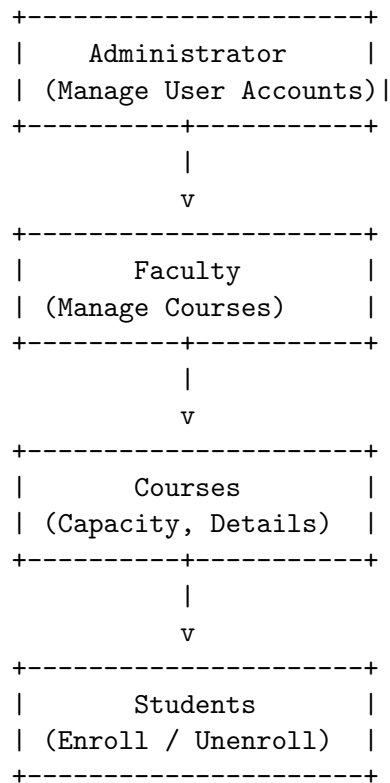 +-----------------------+
|    Administrator     |
| (Manage User Accounts)|
+----------+-----------+
           |
           v
+-----------------------+
|       Faculty        |
| (Manage Courses)     |
+----------+-----------+
           |
           v
+-----------------------+
|       Courses        |
| (Capacity, Details)  |
+----------+-----------+
           |
           v
+-----------------------+
|       Students       |
| (Enroll / Unenroll)  |
+-----------------------+